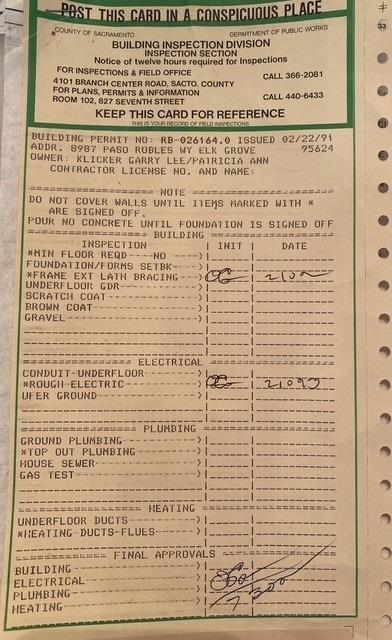 POST THIS CARD IN A CONSPICUOUS PLACE
COUNTY OF SACRAMENTO DEPARTMENT OF PUBLIC WORKS
BUILDING INSPECTION DIVISION
INSPECTION SECTION
Notice of twelve hours required for Inspections
FOR INSPECTIONS & FIELD OFFICE
4101 BRANCH CENTER ROAD, SACTO. COUNTY CALL 366-2081
FOR PLANS, PERMITS & INFORMATION
ROOM 102, 827 SEVENTH STREET CALL 440-6433
KEEP THIS CARD FOR REFERENCE
THIS IS YOUR RECORD OF FIELD INSPECTIONS
BUILDING PERMIT NO: RB-026164.0 ISSUED 02/22/91
ADDR. 8987 PASO ROBLES WY ELK GROVE 95624
OWNER: KLICKER GARRY LEE/PATRICIA ANN
CONTRACTOR LICENSE NO. AND NAME:
NOTE
DO NOT COVER WALLS UNTIL ITEMS MARKED WITH *
ARE SIGNED OFF.
POUR NO CONCRETE UNTIL FOUNDATION IS SIGNED OFF
BUILDING
INSPECTION | INIT | DATE
*MIN FLOOR REQD----NO ----->|
FOUNDATION/FORMS SETBK----->|
*FRAME EXT LATH BRACING---->|
UNDERFLOOR GDR------------->|
SCRATCH COAT--------------->|
BROWN COAT----------------->|
GRAVEL--------------------->|
ELECTRICAL
CONDUIT-UNDERFLOOR--------->|
*ROUGH ELECTRIC------------>| 21092
UFER GROUND---------------->|
PLUMBING
GROUND PLUMBING------------>|
*TOP OUT PLUMBING---------->|
HOUSE SEWER---------------->|
GAS TEST------------------->|
HEATING
UNDERFLOOR DUCTS----------->|
*HEATING-DUCTS-FLUES------->|
FINAL APPROVALS
BUILDING------------------->|
ELECTRICAL----------------->|
PLUMBING------------------->|
HEATING-------------------->|